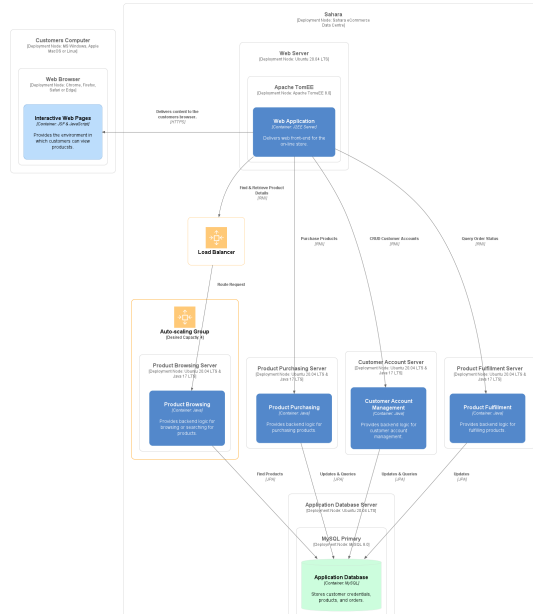 Sahara
[Deployment Node: Sahara eCommerce
Data Centre]
Customers Computer
[Deployment Node: MS Windows, Apple
MacOS or Linux]
Web Browser
[Deployment Node: Chrome, Firefox,
Safari or Edge]
Interactive Web Pages
[Container: JSF & JavaScript]
Provides the environment in
which customers can view
products.
Delivers content to the
customers browser.
[HTTPS]
Web Server
[Deployment Node: Ubuntu 20.04 LTS]
Apache TomEE
[Deployment Node: Apache TomEE 8.0]
Web Application
[Container: J2EE Server]
Delivers web front-end for the
on-line store.
Find & Retrieve Product
Details
[RMI]
Purchase Products
[RMI]
CRUD Customer Accounts
[RMI]
Query Order Status
[RMI]
Load Balancer
Route Request
Auto-scaling Group
[Desired Capacity: 4]
Product Browsing Server
[Deployment Node: Ubuntu 20.04 LTS &
Java 17 LTS]
Product Browsing
[Container: Java]
Provides backend logic for
browsing or searching for
products.
Product Purchasing Server
[Deployment Node: Ubuntu 20.04 LTS &
Java 17 LTS]
Product Purchasing
[Container: Java]
Provides backend logic for
purchasing products.
Customer Account Server
[Deployment Node: Ubuntu 20.04 LTS &
Java 17 LTS]
Customer Account
Management
[Container: Java]
Provides backend logic for
customer account
management.
Product Fulfilment Server
[Deployment Node: Ubuntu 20.04 LTS &
Java 17 LTS]
Product Fulfilment
[Container: Java]
Provides backend logic for
fulfiling products.
Find Products
[JPA]
Updates & Queries
[JPA]
Updates & Queries
[JPA]
Updates
[JPA]
Application Database Server
[Deployment Node: Ubuntu 20.04 LTS]
MySQL Primary
[Deployment Node: MySQL 8.0]
Application Database
[Container: MySQL]
Stores customer credentials,
products, and orders.